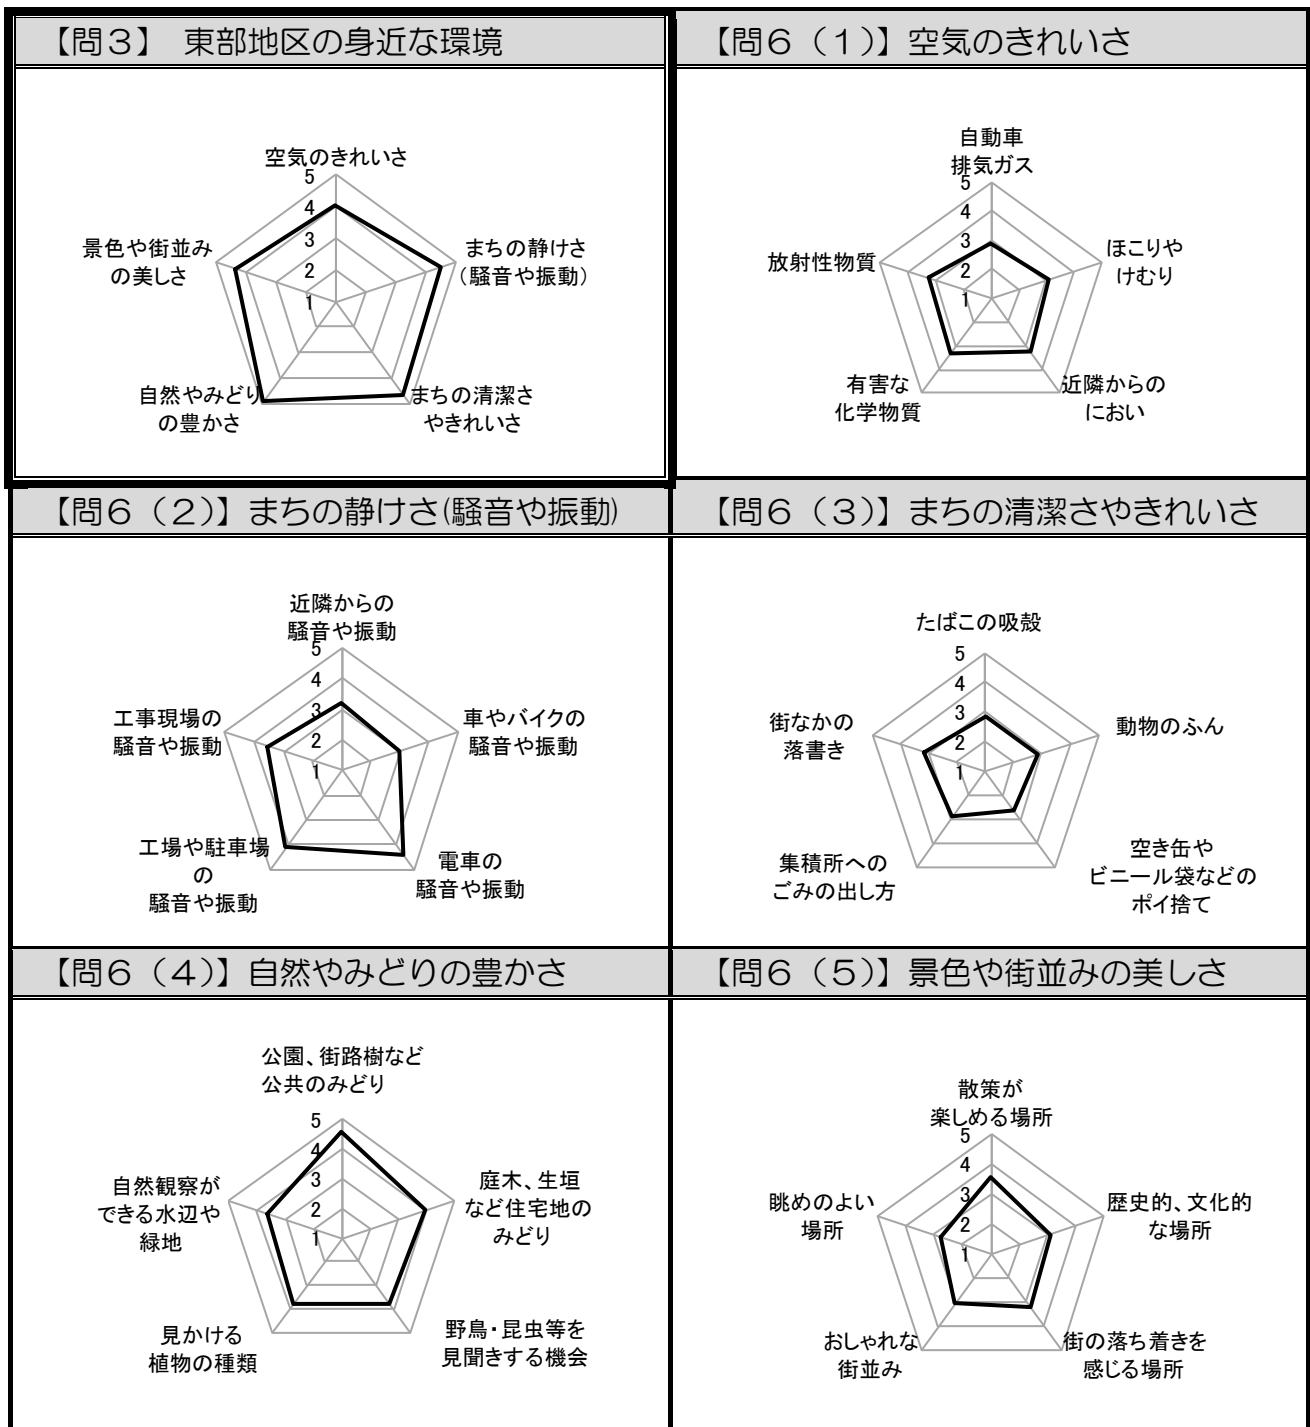 【問３】 東部地区の身近な環境
空気のきれいさ
5
4
3
2
1
まちの静けさ
（騒音や振動）
まちの清潔さ
やきれいさ
自然やみどり
の豊かさ
景色や街並み
の美しさ
【問６（１）】空気のきれいさ
自動車
排気ガス
5
4
3
2
1
ほこりや
けむり
近隣からの
におい
有害な
化学物質
放射性物質
【問６（２）】まちの静けさ(騒音や振動)
近隣からの
騒音や振動
5
4
3
2
1
車やバイクの
騒音や振動
電車の
騒音や振動
工場や駐車場
の
騒音や振動
工事現場の
騒音や振動
【問６（３）】まちの清潔さやきれいさ
たばこの吸殻
5
4
3
2
1
動物のふん
空き缶や
ビニール袋などの
ポイ捨て
集積所への
ごみの出し方
街なかの
落書き
【問６（４）】自然やみどりの豊かさ
公園、街路樹など
公共のみどり
5
4
3
2
1
庭木、生垣
など住宅地の
みどり
野鳥・昆虫等を
見聞きする機会
見かける
植物の種類
自然観察が
できる水辺や
緑地
【問６（５）】景色や街並みの美しさ
散策が
楽しめる場所
5
4
3
2
1
歴史的、文化的
な場所
街の落ち着きを
感じる場所
おしゃれな
街並み
眺めのよい
場所